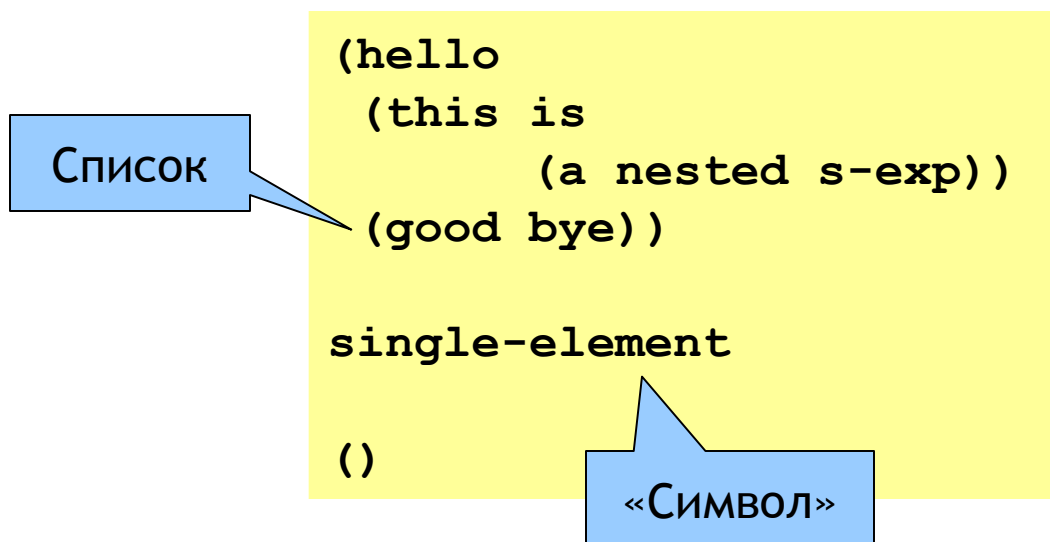 (hello
(this is
Список
(a nested s-exp))
(good bye))
single-element
()
«Символ»